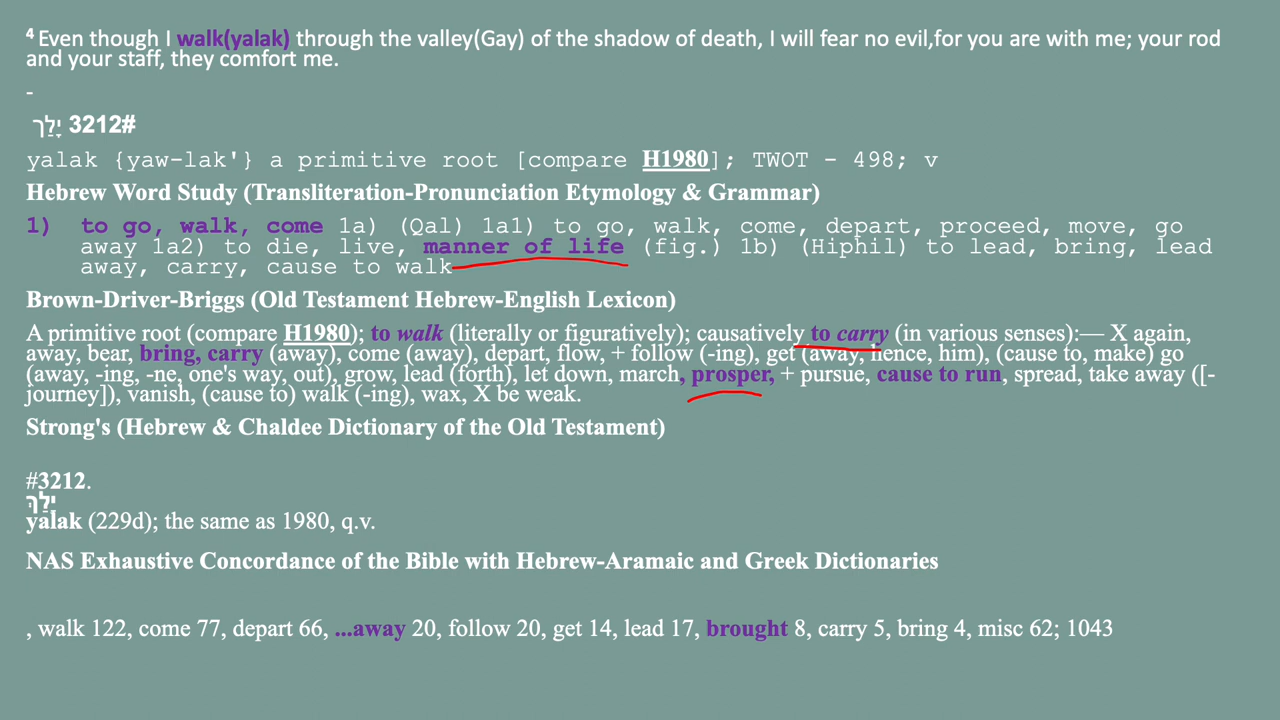 ⁴ Even though I walk(yalak) through the valley(Gay) of the shadow of death, I will fear no evil,for you are with me; your rod
and your staff, they comfort me.
-
יָלַךְ 3212#
yalak {yaw-lak'} a primitive root [compare H1980]; TWOT - 498; v
Hebrew Word Study (Transliteration-Pronunciation Etymology & Grammar)
1) to go, walk, come 1a) (Qal) 1a1) to go, walk, come, depart, proceed, move, go
away 1a2) to die, live, manner of life (fig.) 1b) (Hiphil) to lead, bring, lead
away, carry, cause to walk
Brown-Driver-Briggs (Old Testament Hebrew-English Lexicon)
A primitive root (compare H1980); to walk (literally or figuratively); causatively to carry (in various senses):— X again,
away, bear, bring, carry (away), come (away), depart, flow, + follow (-ing), get (away, hence, him), (cause to, make) go
(away, -ing, -ne, one's way, out), grow, lead (forth), let down, march, prosper, + pursue, cause to run, spread, take away ([-
journey]), vanish, (cause to) walk (-ing), wax, X be weak.
Strong's (Hebrew & Chaldee Dictionary of the Old Testament)
#3212.
יָלַךְ
yalak (229d); the same as 1980, q.v.
NAS Exhaustive Concordance of the Bible with Hebrew-Aramaic and Greek Dictionaries
, walk 122, come 77, depart 66, ...away 20, follow 20, get 14, lead 17, brought 8, carry 5, bring 4, misc 62; 1043